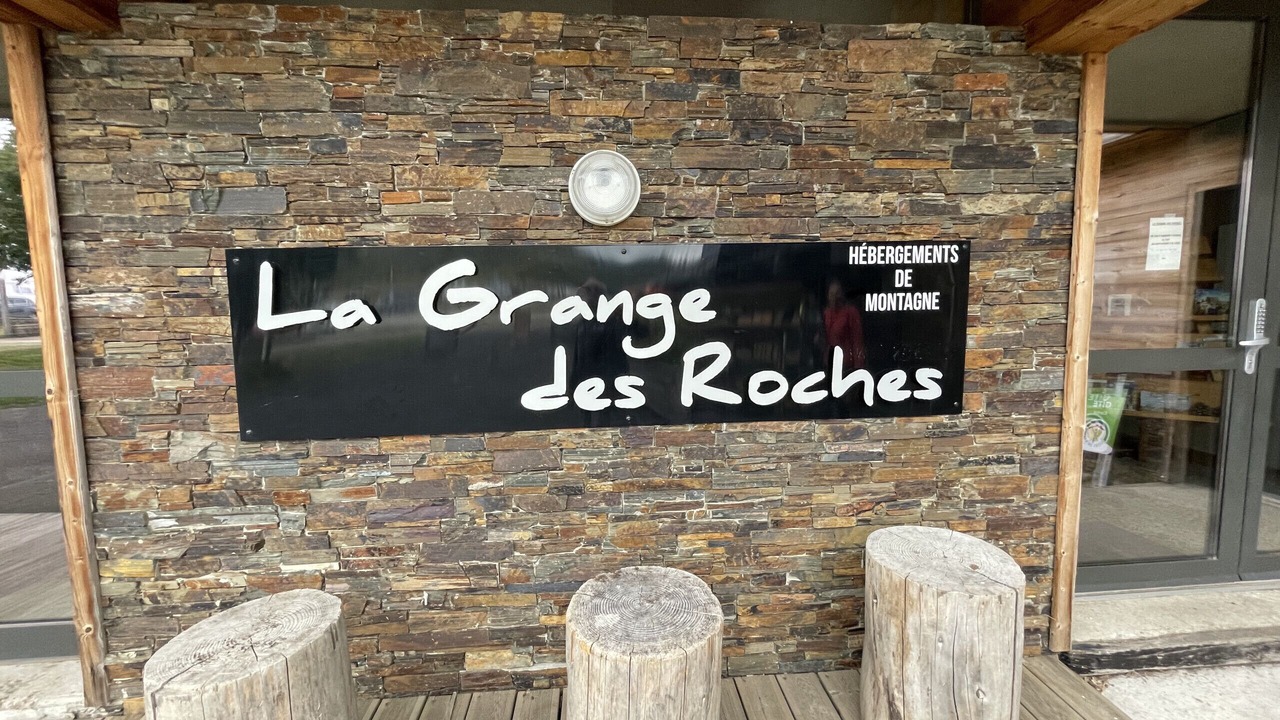 La Grange
des Roches
HÉBERGEMENTS
DE
MONTAGNE